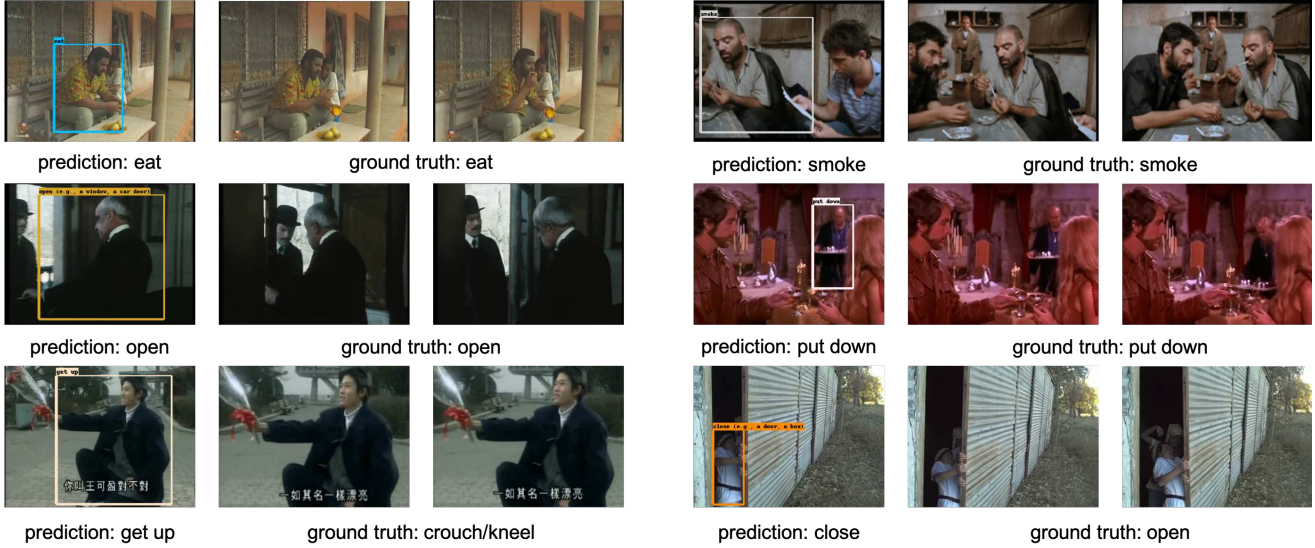 eat
smoke
prediction: eat
ground truth: eat
prediction: smoke
ground truth: smoke
open (e.g., a window, a car door)
put down
prediction: open
ground truth: open
prediction: put down
ground truth: put down
get up
close (e.g., a door, a box)
你叫王可盈對不對
一如其名一樣漂亮
一如其名一樣漂亮
prediction: get up
ground truth: crouch/kneel
prediction: close
ground truth: open